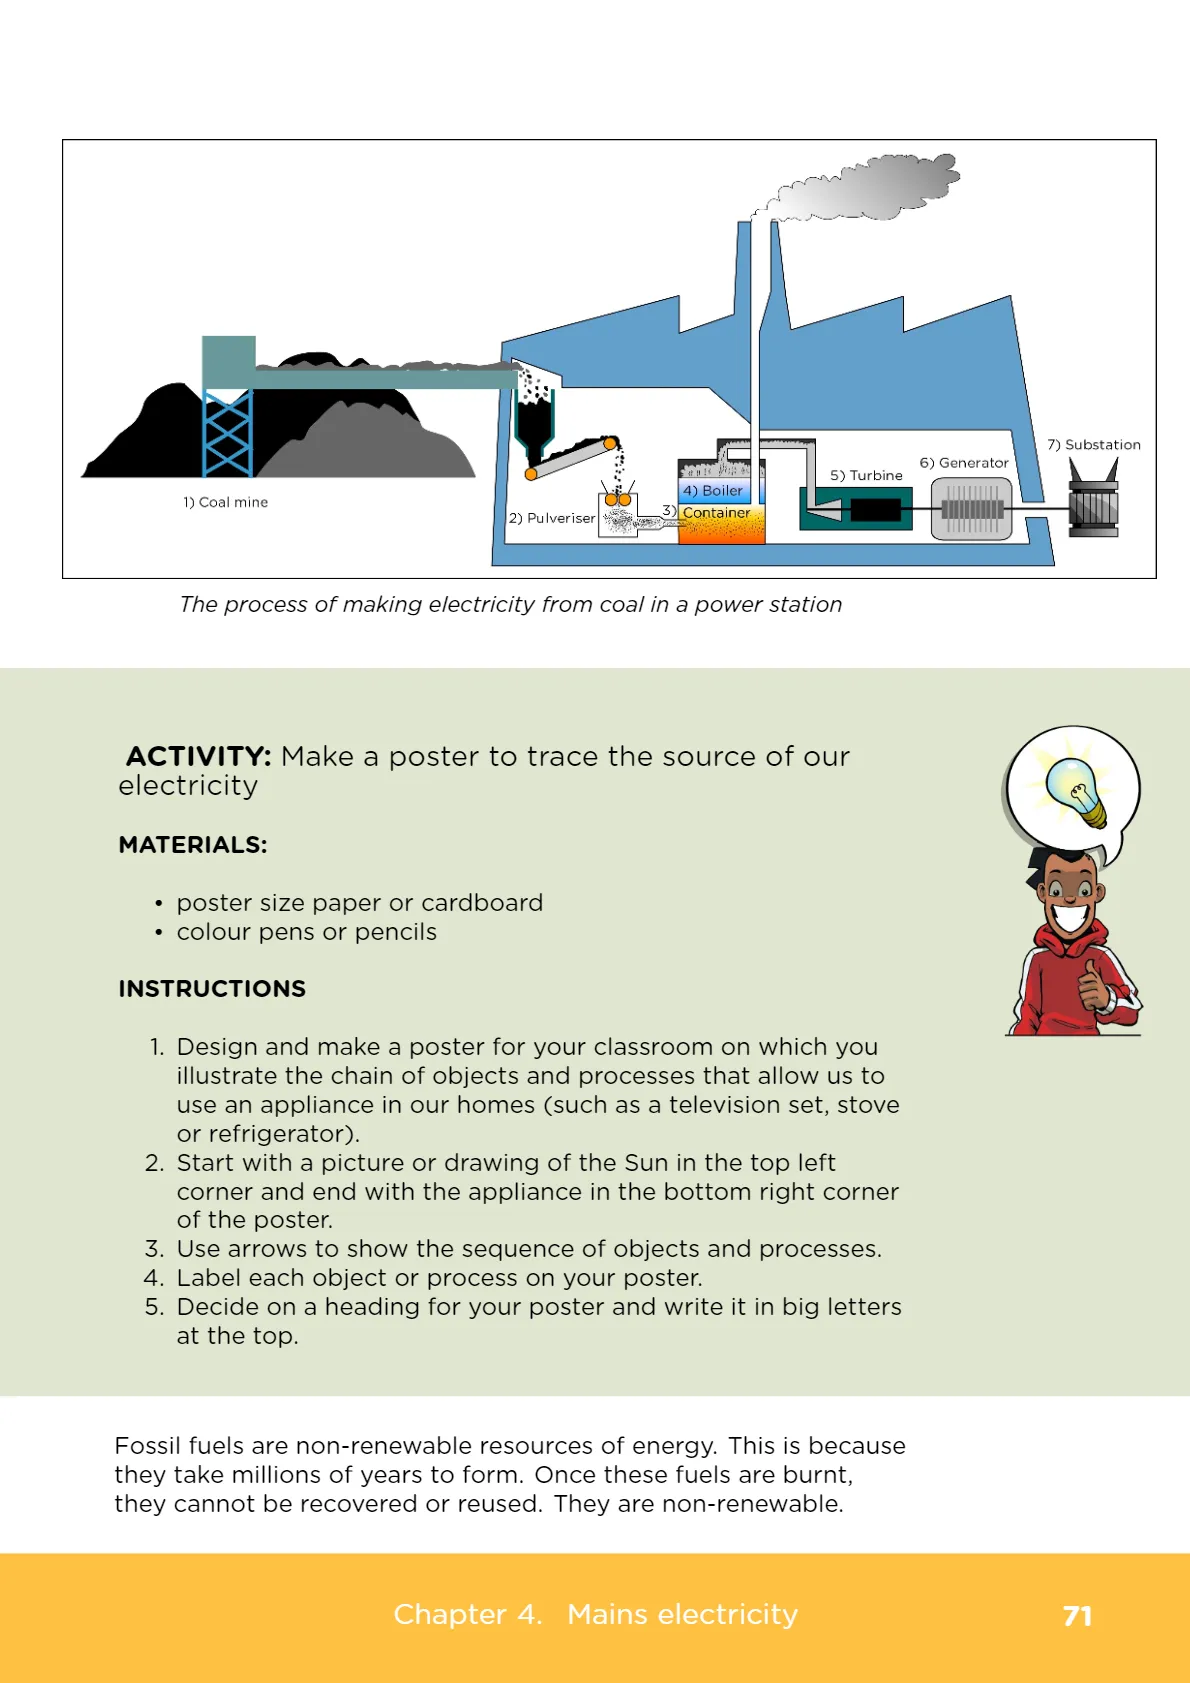 7) Substation
6) Generator
5) Turbine
4) Boiler
1) Coal mine
3) Container
2) Pulveriser
The process of making electricity from coal in a power station
ACTIVITY: Make a poster to trace the source of our
electricity
MATERIALS:
• poster size paper or cardboard
• colour pens or pencils
INSTRUCTIONS
1. Design and make a poster for your classroom on which you
illustrate the chain of objects and processes that allow us to
use an appliance in our homes (such as a television set, stove
or refrigerator).
2. Start with a picture or drawing of the Sun in the top left
corner and end with the appliance in the bottom right corner
of the poster.
3. Use arrows to show the sequence of objects and processes.
4. Label each object or process on your poster.
5. Decide on a heading for your poster and write it in big letters
at the top.
Fossil fuels are non-renewable resources of energy. This is because
they take millions of years to form. Once these fuels are burnt,
they cannot be recovered or reused. They are non-renewable.
Chapter 4. Mains electricity 71